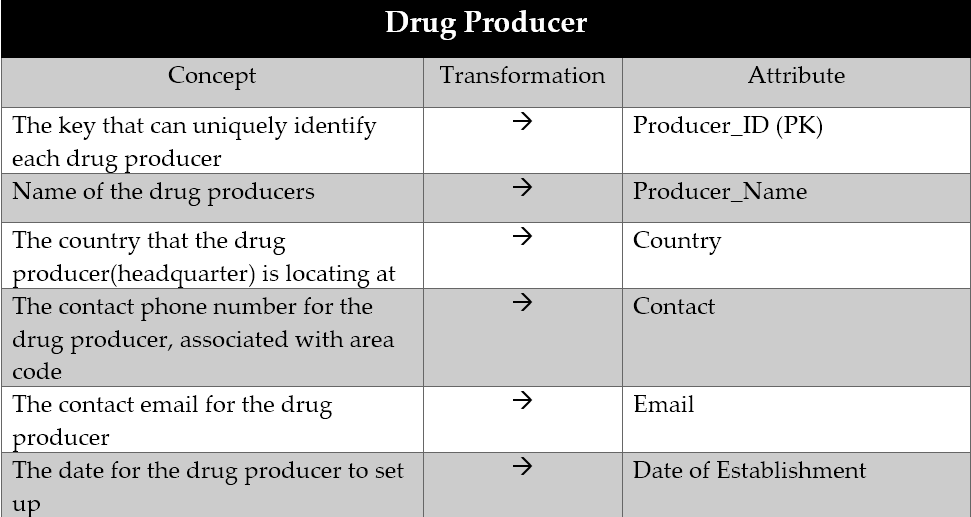 Drug Producer
Concept Transformation Attribute
The key that can uniquely identify → Producer_ID (PK)
each drug producer
Name of the drug producers → Producer_Name
The country that the drug → Country
producer(headquarter) is locating at
The contact phone number for the → Contact
drug producer, associated with area
code
The contact email for the drug → Email
producer
The date for the drug producer to set → Date of Establishment
up